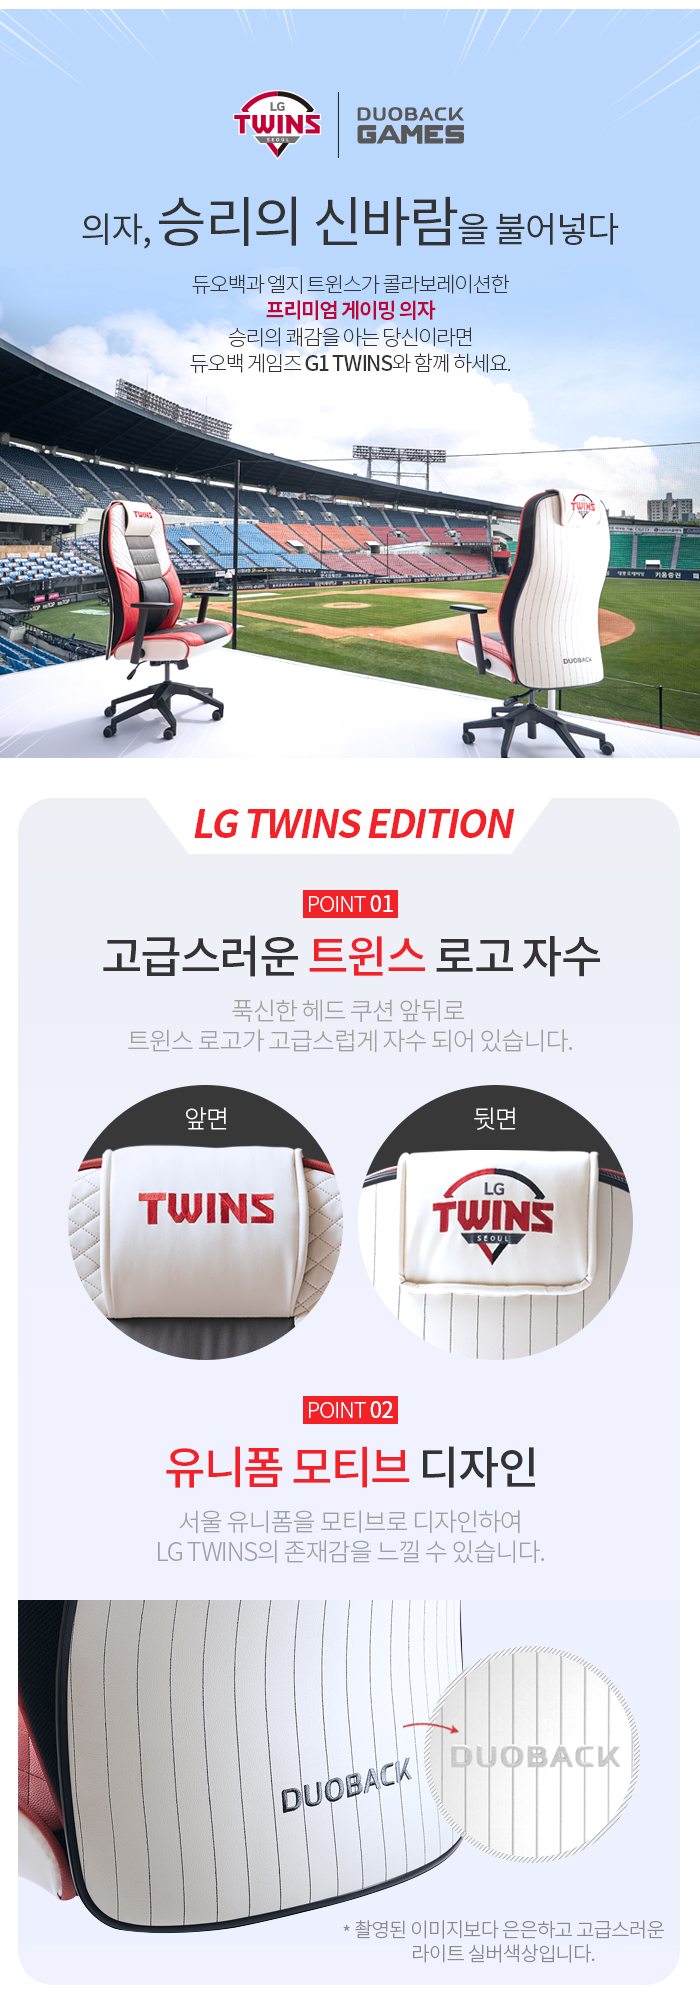 LG
TWINS
SEOUL
DUOBACK
GAMES
의자, 승리의 신바람을 불어넣다
듀오백과 엘지 트윈스가 콜라보레이션한
프리미엄 게이밍 의자
승리의 쾌감을 아는 당신이라면
듀오백 게임즈 G1 TWINS와 함께 하세요.
TWINS
TWINS
DUOBACK
LG TWINS EDITION
POINT 01
고급스러운 트윈스 로고 자수
푹신한 헤드 쿠션 앞뒤로
트윈스 로고가 고급스럽게 자수 되어 있습니다.
앞면
TWINS
뒷면
LG
TWINS
SEOUL
POINT 02
유니폼 모티브 디자인
서울 유니폼을 모티브로 디자인하여
LG TWINS의 존재감을 느낄 수 있습니다.
DUOBACK
DUOBACK
* 촬영된 이미지보다 은은하고 고급스러운
라이트 실버색상입니다.